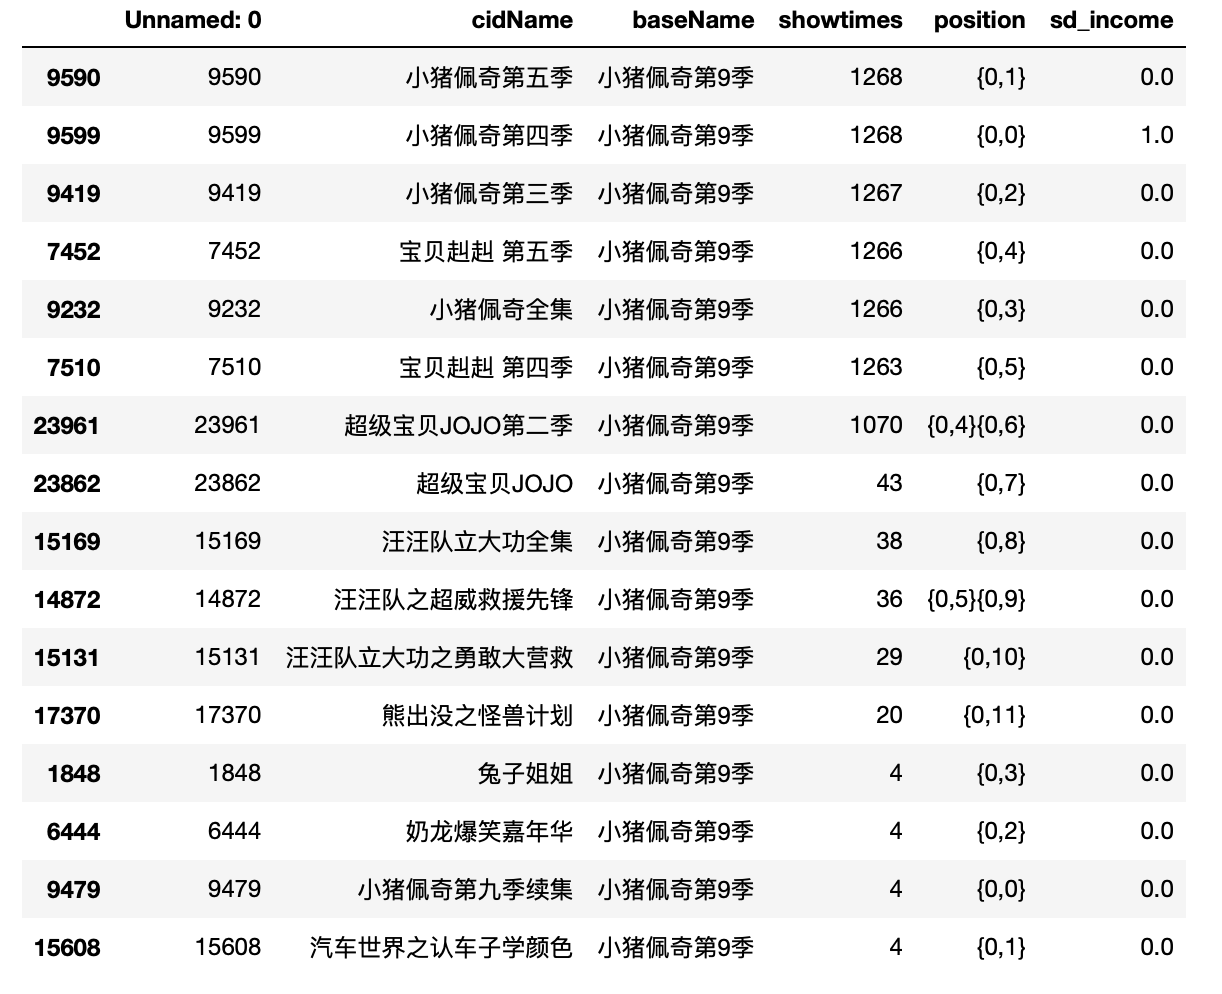 Unnamed: 0 cidName baseName showtimes position sd_income
9590 9590 小猪佩奇第五季 小猪佩奇第9季 1268 {0,1} 0.0
9599 9599 小猪佩奇第四季 小猪佩奇第9季 1268 {0,0} 1.0
9419 9419 小猪佩奇第三季 小猪佩奇第9季 1267 {0,2} 0.0
7452 7452 宝贝赳赳 第五季 小猪佩奇第9季 1266 {0,4} 0.0
9232 9232 小猪佩奇全集 小猪佩奇第9季 1266 {0,3} 0.0
7510 7510 宝贝赳赳 第四季 小猪佩奇第9季 1263 {0,5} 0.0
23961 23961 超级宝贝JOJO第二季 小猪佩奇第9季 1070 {0,4}{0,6} 0.0
23862 23862 超级宝贝JOJO 小猪佩奇第9季 43 {0,7} 0.0
15169 15169 汪汪队立大功全集 小猪佩奇第9季 38 {0,8} 0.0
14872 14872 汪汪队之超威救援先锋 小猪佩奇第9季 36 {0,5}{0,9} 0.0
15131 15131 汪汪队立大功之勇敢大营救 小猪佩奇第9季 29 {0,10} 0.0
17370 17370 熊出没之怪兽计划 小猪佩奇第9季 20 {0,11} 0.0
1848 1848 兔子姐姐 小猪佩奇第9季 4 {0,3} 0.0
6444 6444 奶龙爆笑嘉年华 小猪佩奇第9季 4 {0,2} 0.0
9479 9479 小猪佩奇第九季续集 小猪佩奇第9季 4 {0,0} 0.0
15608 15608 汽车世界之认车子学颜色 小猪佩奇第9季 4 {0,1} 0.0